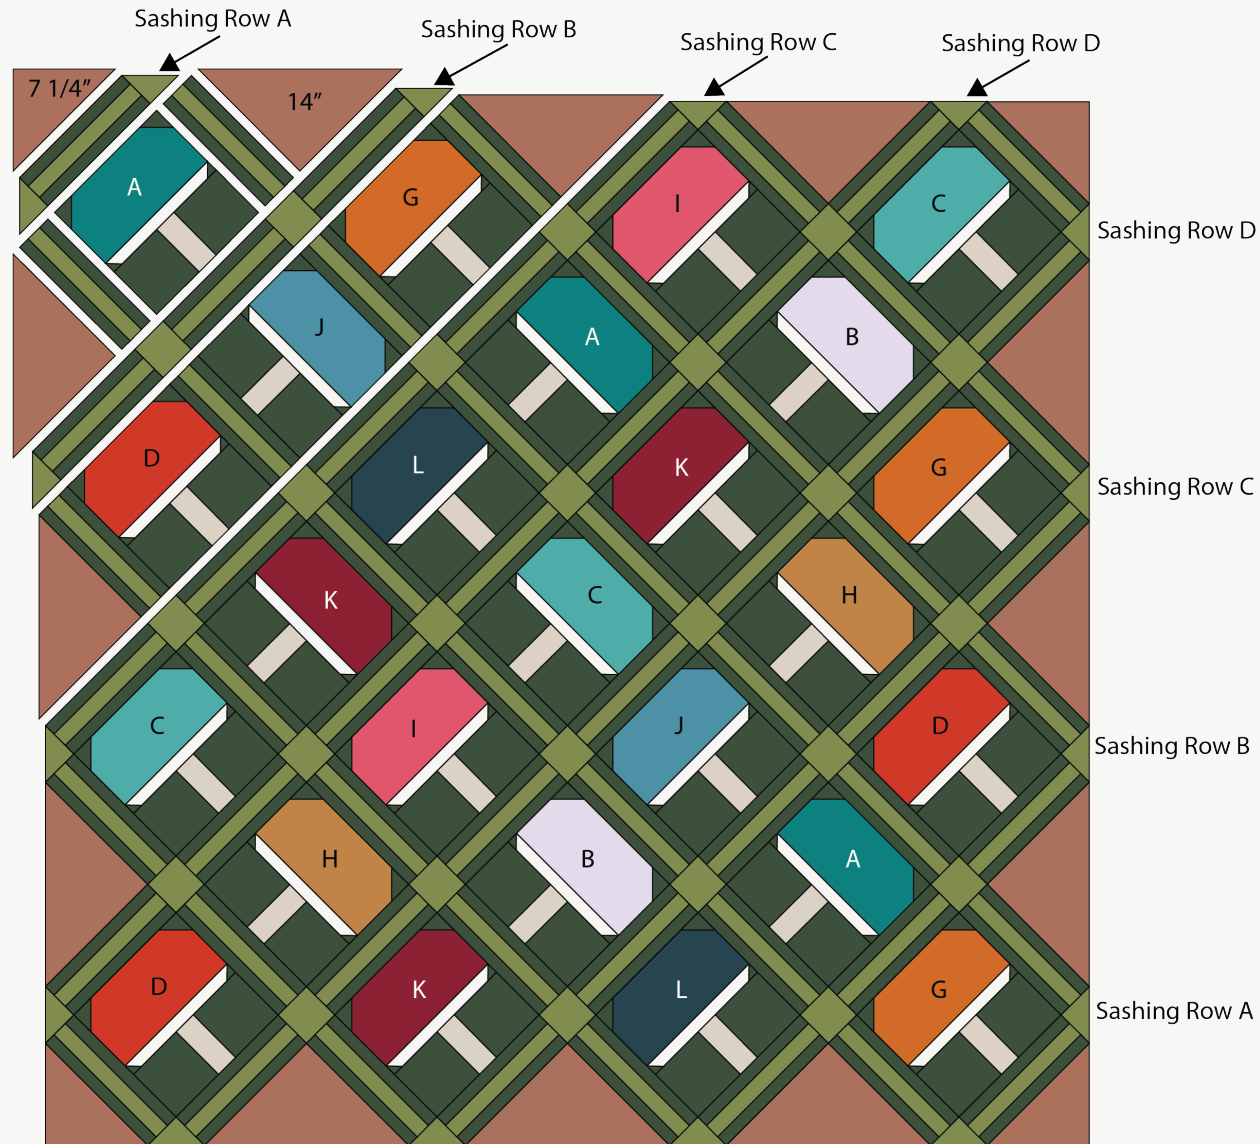 Sashing Row A
Sashing Row B
Sashing Row C
Sashing Row D
7 1/4”
14”
A
G
I
C
Sashing Row D
J
A
B
D
L
K
G
Sashing Row C
K
C
H
C
I
J
D
Sashing Row B
H
B
A
D
K
L
G
Sashing Row A